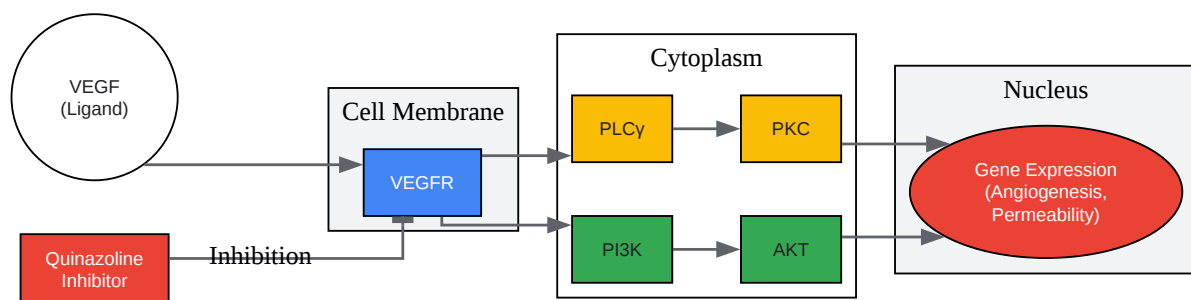 VEGF
(Ligand)
Cell Membrane
VEGFR
Quinazoline
Inhibitor
Inhibition
Cytoplasm
PLCγ
PKC
PI3K
AKT
Nucleus
Gene Expression
(Angiogenesis,
Permeability)